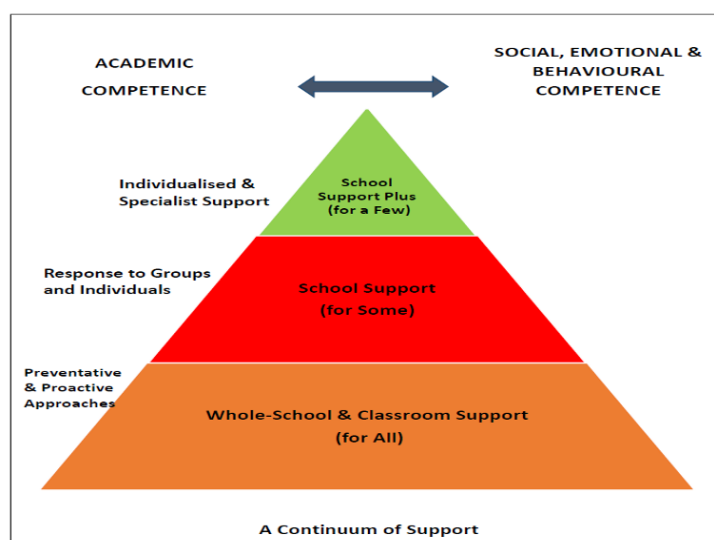 ACADEMIC
COMPETENCE
SOCIAL, EMOTIONAL &
BEHAVIOURAL
COMPETENCE
Individualised &
Specialist Support
School
Support Plus
(for a Few)
Response to Groups
and Individuals
School Support
(for Some)
Preventative
& Proactive
Approaches
Whole-School & Classroom Support
(for All)
A Continuum of Support